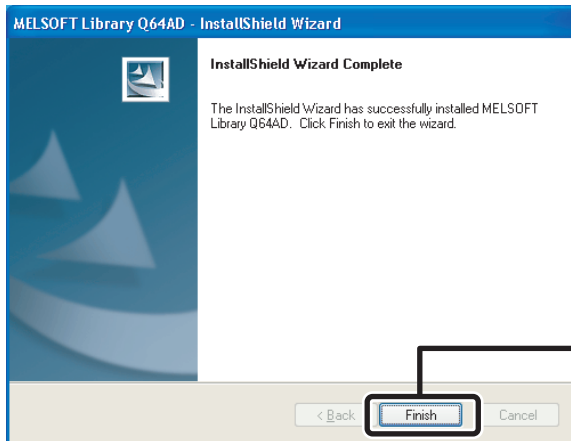 MELSOFT Library Q64AD - InstallShield Wizard
InstallShield Wizard Complete
The InstallShield Wizard has successfully installed MELSOFT
Library Q64AD. Click Finish to exit the wizard.
< Back Finish Cancel